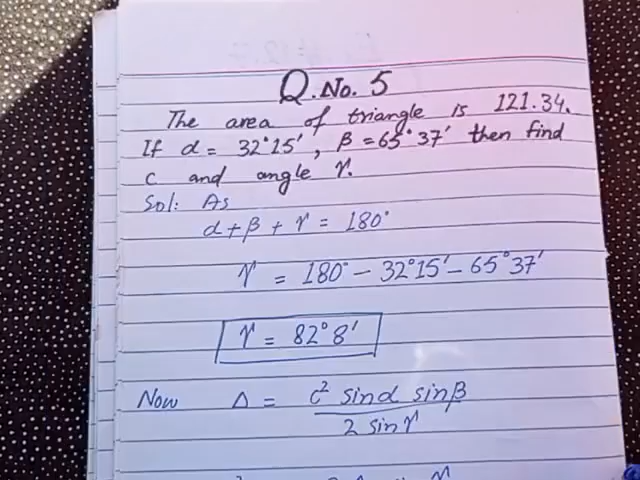 Q.No. 5
The area of triangle is 121.34.
If α = 32°15', β = 65°37' then find
c and angle γ.
Sol: As
α + β + γ = 180°
γ = 180° - 32°15' - 65°37'
γ = 82°8'
Now Δ = c² sinα sinβ / 2 sinγ